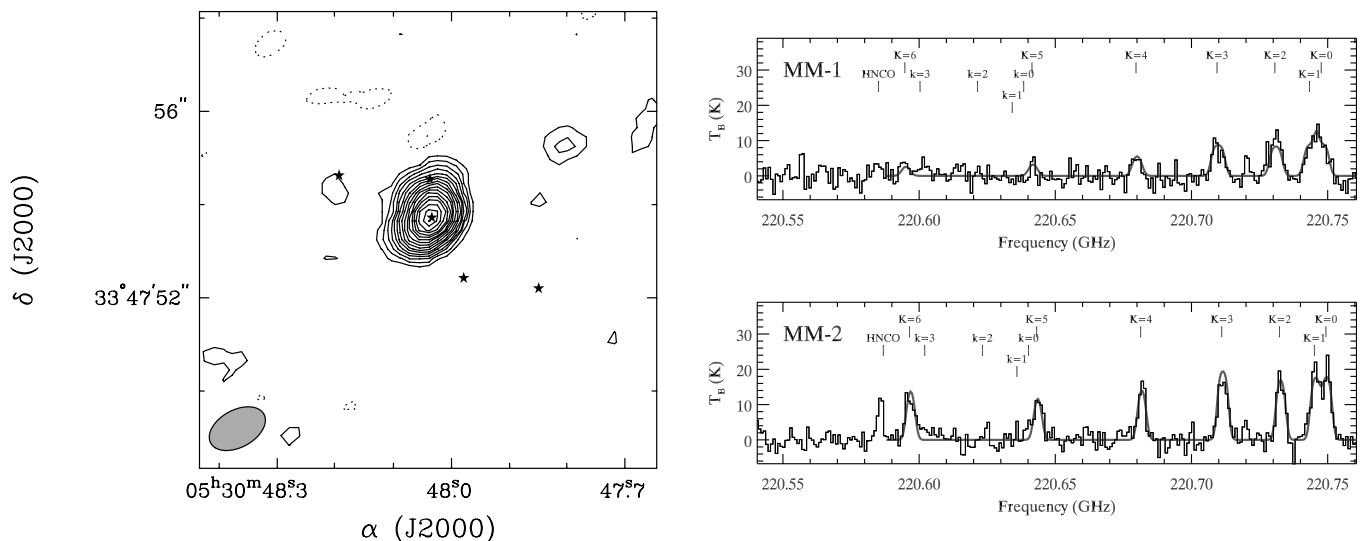 δ (J2000)
56"
33°47'52"
05ʰ30ᵐ48ˢ.3
48ˢ.0
47ˢ.7
α (J2000)
MM-1
K=6 K=5 K=4 K=3 K=2 K=0
HNCO k=3 k=2 k=0 K=1
k=1
T_B (K)
30
20
10
0
220.55 220.60 220.65 220.70 220.75
Frequency (GHz)
MM-2
K=6 K=5 K=4 K=3 K=2 K=0
HNCO k=3 k=2 k=0 K=1
k=1
T_B (K)
30
20
10
0
220.55 220.60 220.65 220.70 220.75
Frequency (GHz)